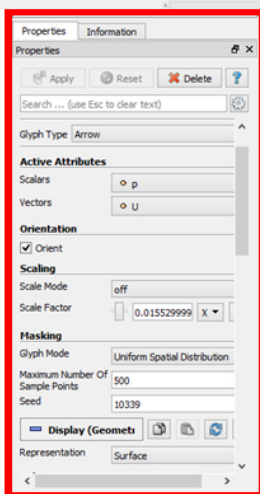 Properties Information
Properties
Apply Reset Delete ?
Search ... (use Esc to clear text)
Glyph Type Arrow
Active Attributes
Scalars p
Vectors U
Orientation
Orient
Scaling
Scale Mode off
Scale Factor 0.015529999 X
Masking
Glyph Mode Uniform Spatial Distribution
Maximum Number Of
Sample Points 500
Seed 10339
Display (Geometi
Representation Surface